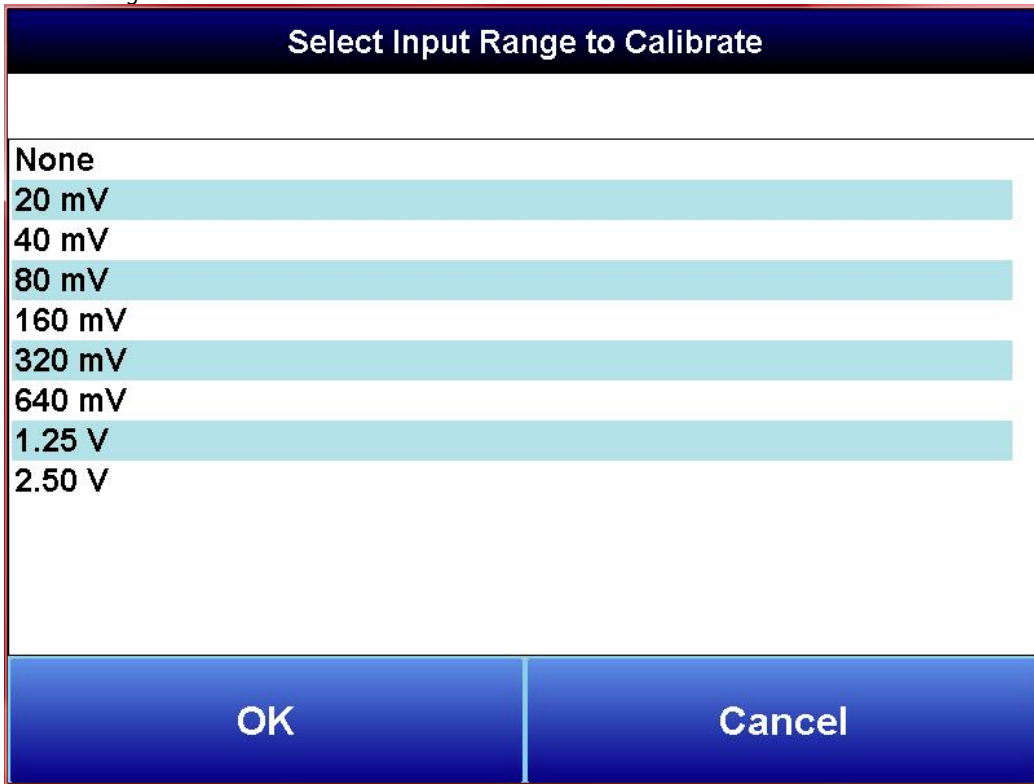 Select Input Range to Calibrate
None
20 mV
40 mV
80 mV
160 mV
320 mV
640 mV
1.25 V
2.50 V
OK
Cancel